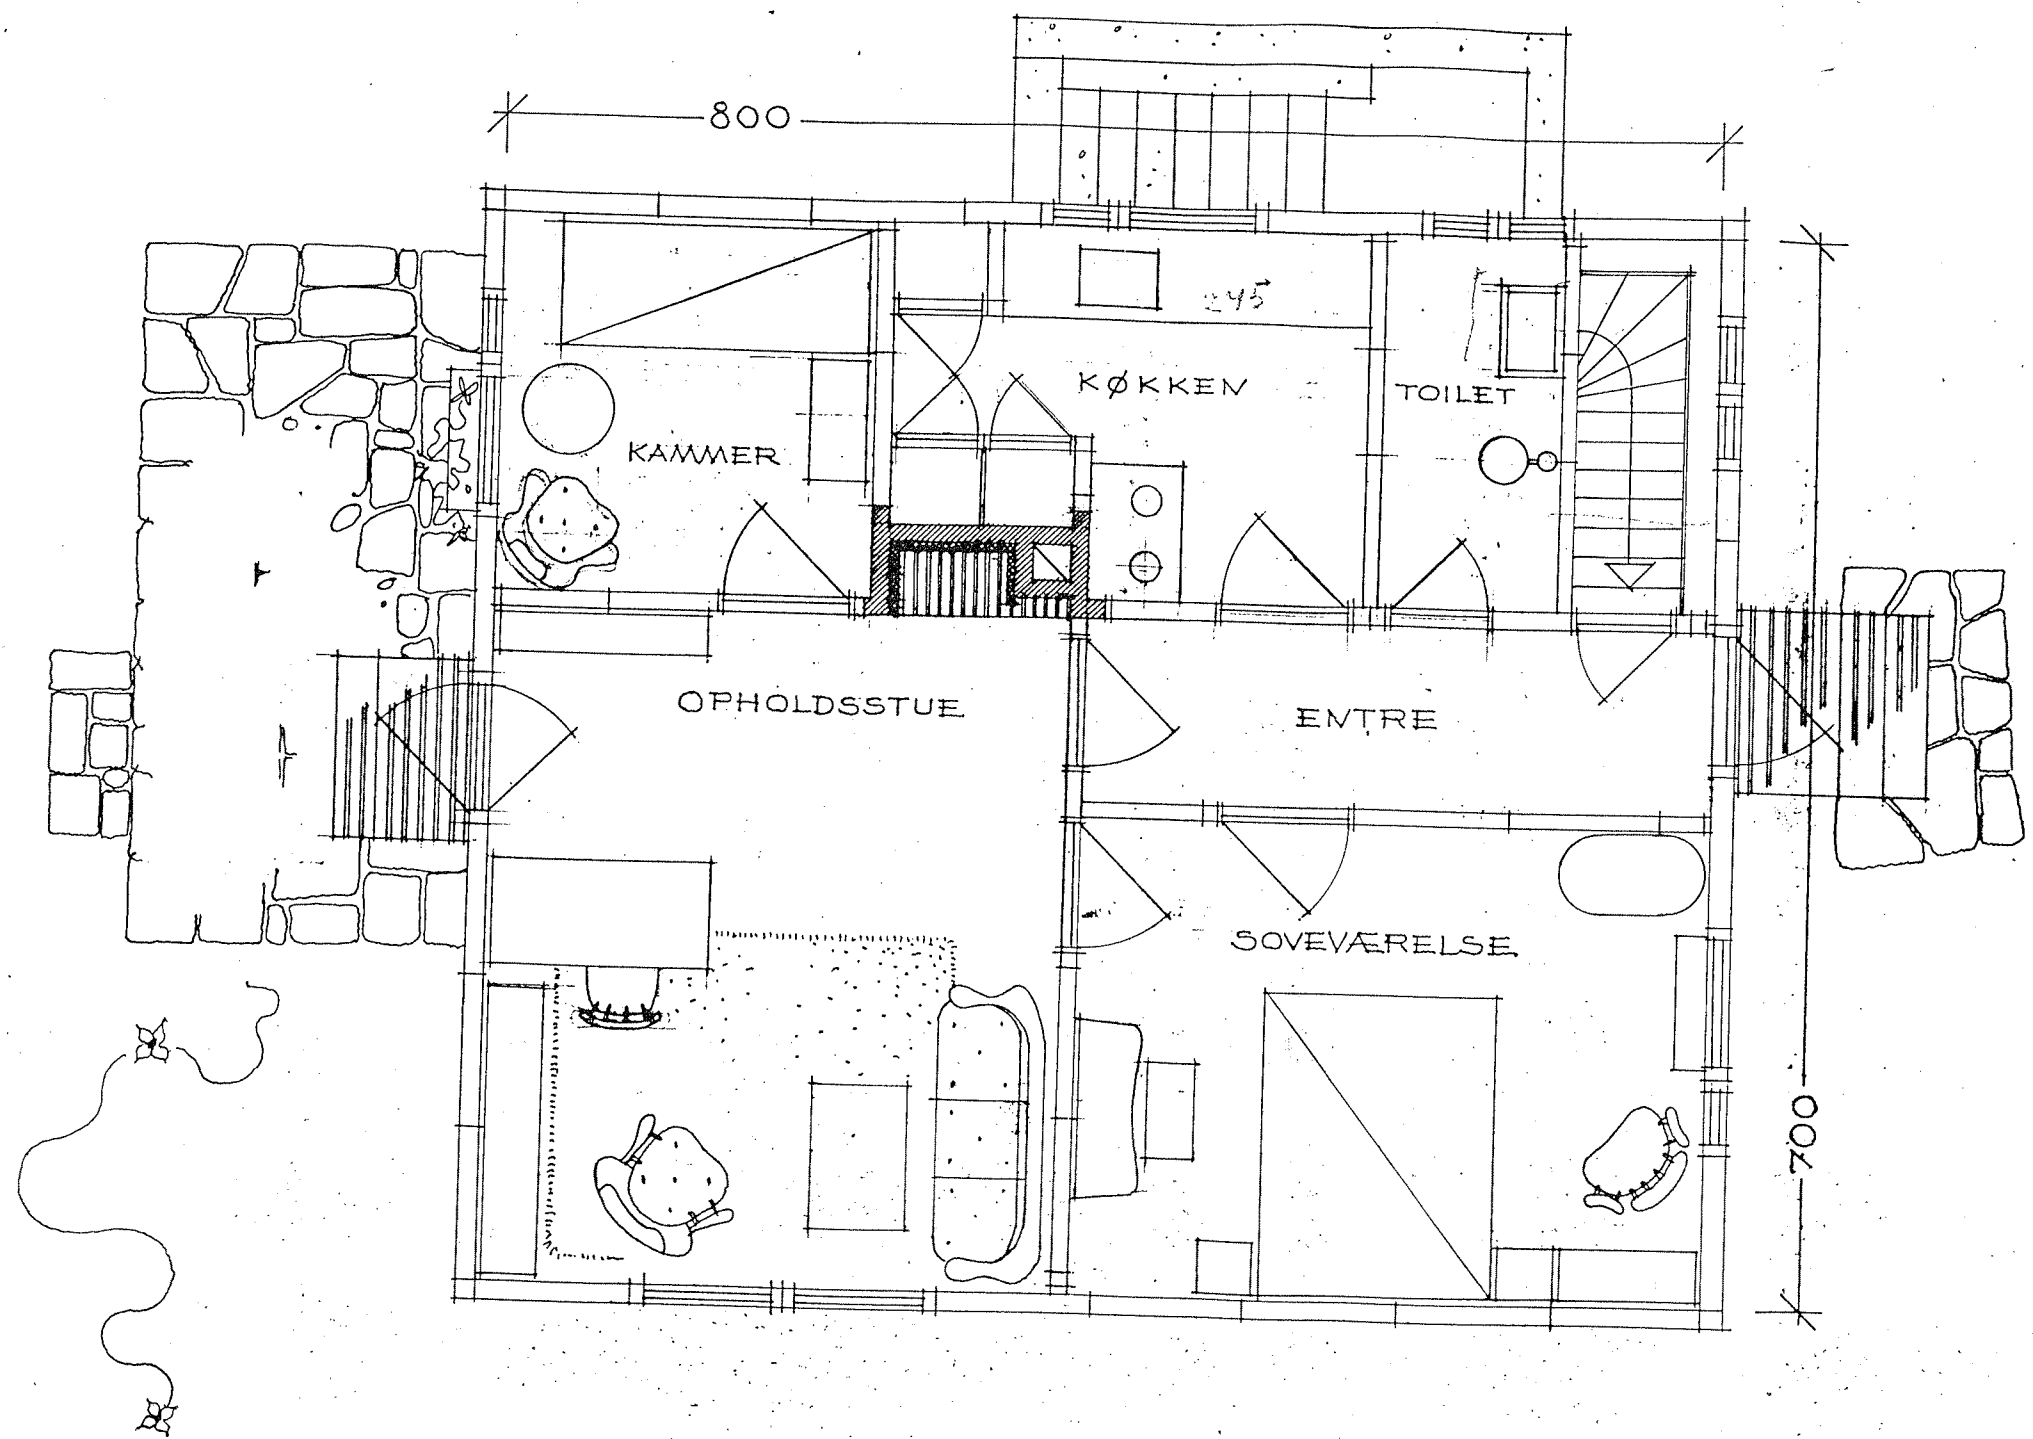 800
245
KØKKEN
TOILET
KAMMER
OPHOLDSSTUE
ENTRE
SOVEVÆRELSE
700